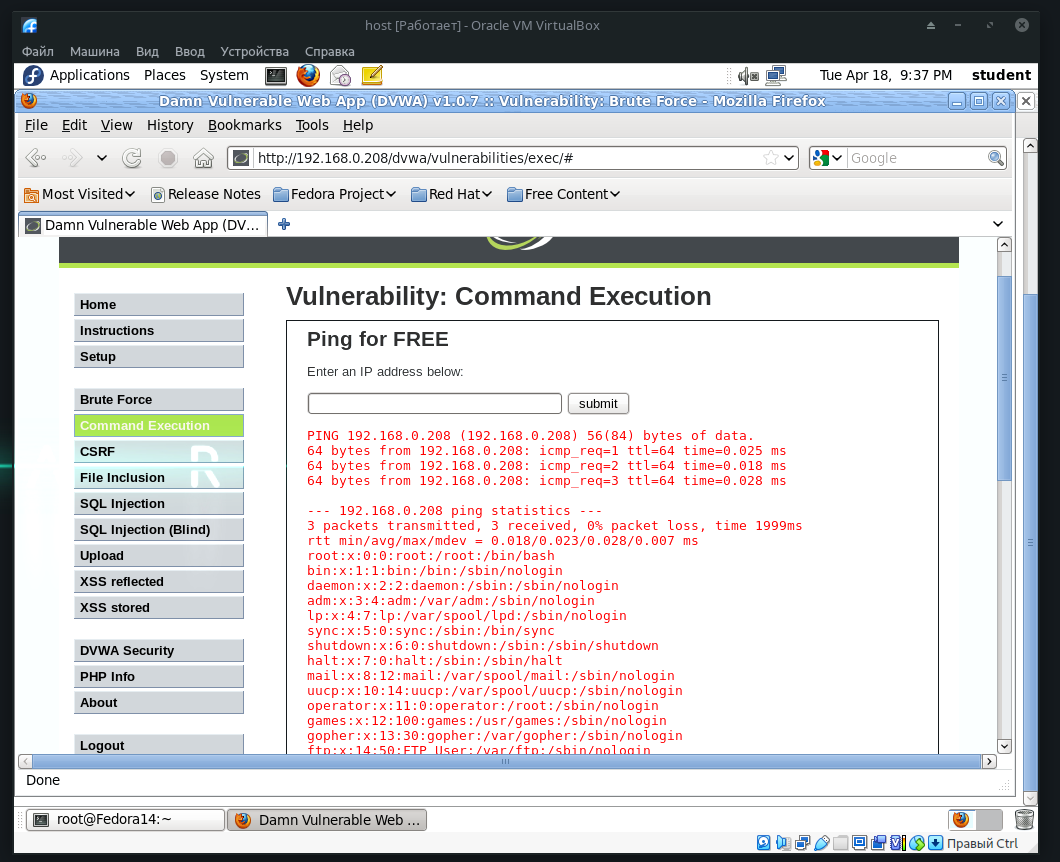 host [Работает] - Oracle VM VirtualBox
Файл Машина Вид Ввод Устройства Справка
Applications Places System Tue Apr 18, 9:37 PM student
Damn Vulnerable Web App (DVWA) v1.0.7 :: Vulnerability: Brute Force - Mozilla Firefox
File Edit View History Bookmarks Tools Help
http://192.168.0.208/dvwa/vulnerabilities/exec/# Google
Most Visited Release Notes Fedora Project Red Hat Free Content
Damn Vulnerable Web App (DV...
Home
Instructions
Setup
Brute Force
Command Execution
CSRF
File Inclusion
SQL Injection
SQL Injection (Blind)
Upload
XSS reflected
XSS stored
DVWA Security
PHP Info
About
Logout
R
Vulnerability: Command Execution
Ping for FREE
Enter an IP address below:
submit
PING 192.168.0.208 (192.168.0.208) 56(84) bytes of data.
64 bytes from 192.168.0.208: icmp_req=1 ttl=64 time=0.025 ms
64 bytes from 192.168.0.208: icmp_req=2 ttl=64 time=0.018 ms
64 bytes from 192.168.0.208: icmp_req=3 ttl=64 time=0.028 ms
--- 192.168.0.208 ping statistics ---
3 packets transmitted, 3 received, 0% packet loss, time 1999ms
rtt min/avg/max/mdev = 0.018/0.023/0.028/0.007 ms
root:x:0:0:root:/root:/bin/bash
bin:x:1:1:bin:/bin:/sbin/nologin
daemon:x:2:2:daemon:/sbin:/sbin/nologin
adm:x:3:4:adm:/var/adm:/sbin/nologin
lp:x:4:7:lp:/var/spool/lpd:/sbin/nologin
sync:x:5:0:sync:/sbin:/bin/sync
shutdown:x:6:0:shutdown:/sbin:/sbin/shutdown
halt:x:7:0:halt:/sbin:/sbin/halt
mail:x:8:12:mail:/var/spool/mail:/sbin/nologin
uucp:x:10:14:uucp:/var/spool/uucp:/sbin/nologin
operator:x:11:0:operator:/root:/sbin/nologin
games:x:12:100:games:/usr/games:/sbin/nologin
gopher:x:13:30:gopher:/var/gopher:/sbin/nologin
ftp:x:14:50:FTP User:/var/ftp:/sbin/nologin
Done
root@Fedora14:~ Damn Vulnerable Web ...
Правый Ctrl